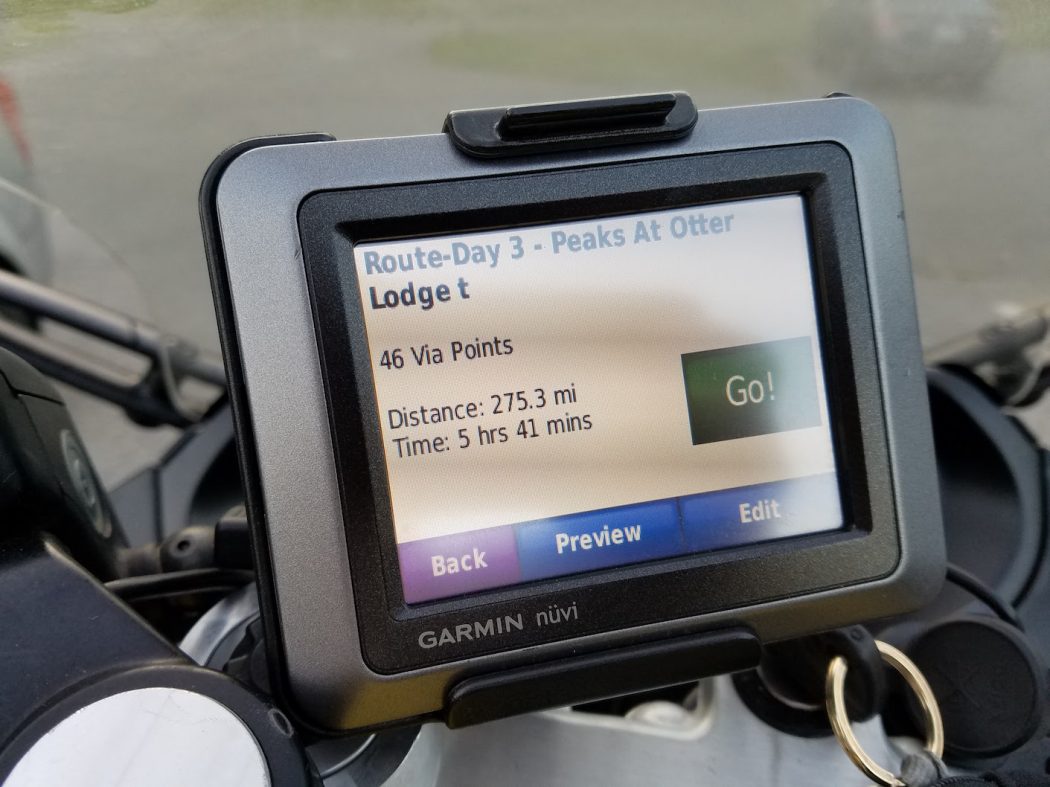 Route-Day 3 - Peaks At Otter
Lodge t
46 Via Points
Distance: 275.3 mi
Time: 5 hrs 41 mins
Go!
Back
Preview
Edit
GARMIN nüvi